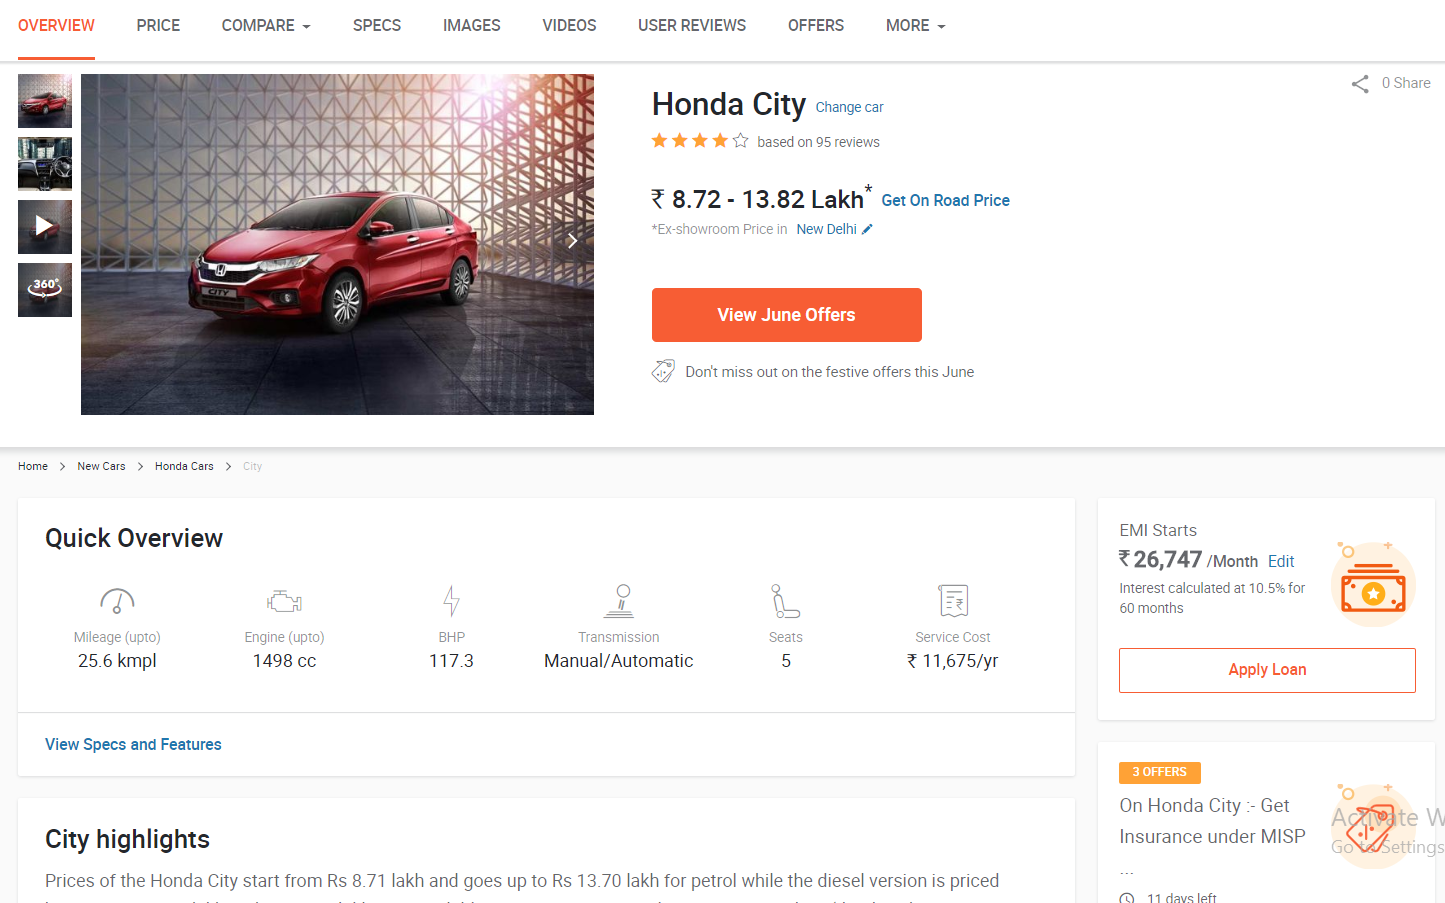 OVERVIEW PRICE COMPARE SPECS IMAGES VIDEOS USER REVIEWS OFFERS MORE
360°
CITY
Honda City Change car
based on 95 reviews
₹ 8.72 - 13.82 Lakh* Get On Road Price
*Ex-showroom Price in New Delhi
View June Offers
Don't miss out on the festive offers this June
0 Share
Home > New Cars > Honda Cars > City
Quick Overview
Mileage (upto) Engine (upto) BHP Transmission Seats Service Cost
25.6 kmpl 1498 cc 117.3 Manual/Automatic 5 ₹ 11,675/yr
View Specs and Features
City highlights
Prices of the Honda City start from Rs 8.71 lakh and goes up to Rs 13.70 lakh for petrol while the diesel version is priced
EMI Starts
₹ 26,747 /Month Edit
Interest calculated at 10.5% for
60 months
Apply Loan
3 OFFERS
On Honda City :- Get
Insurance under MISP
...
11 days left
Activate W
Go to Settings